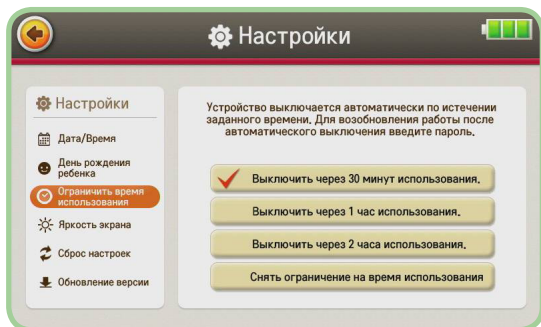 Настройки
Настройки
Дата/Время
День рождения
ребенка
Ограничить время
использования
Яркость экрана
Сброс настроек
Обновление версии
Устройство выключается автоматически по истечении
заданного времени. Для возобновления работы после
автоматического выключения введите пароль.
Выключить через 30 минут использования.
Выключить через 1 час использования.
Выключить через 2 часа использования.
Снять ограничение на время использования